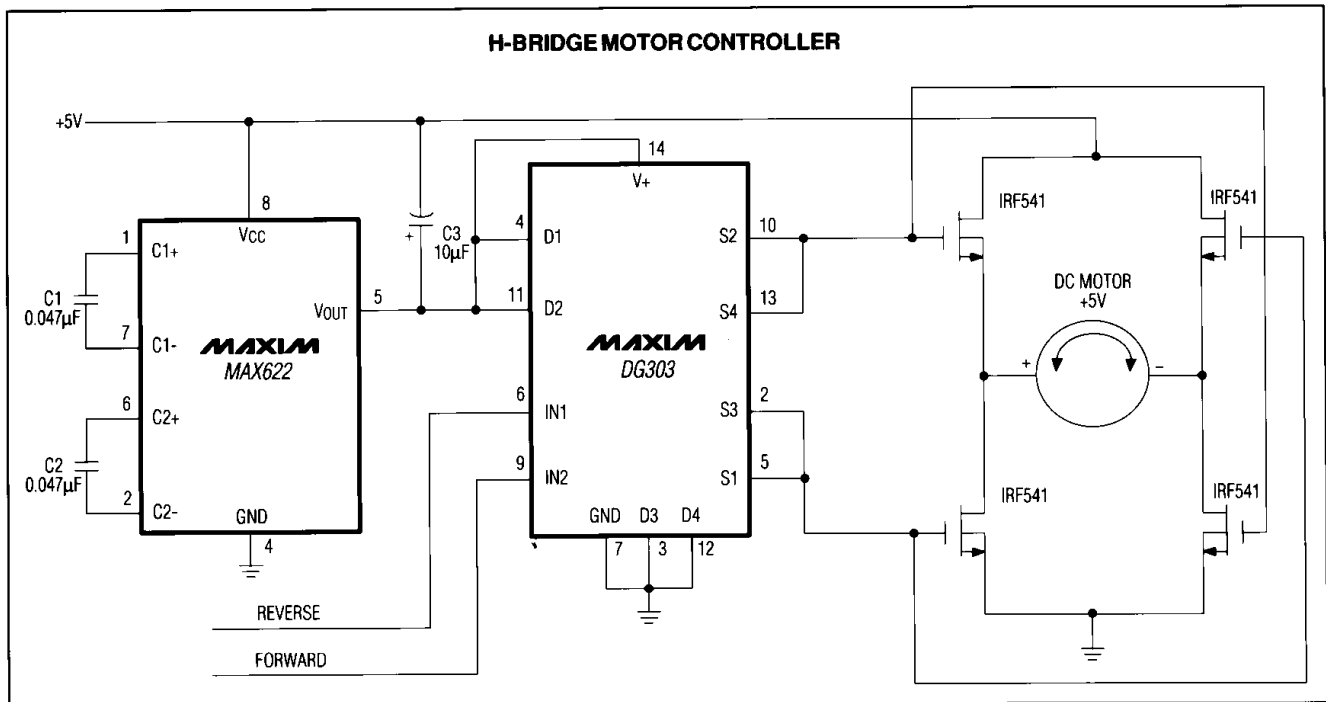 H-BRIDGE MOTOR CONTROLLER
+5V
8
VCC
1
C1+
C1
0.047µF
7
C1-
6
C2+
C2
0.047µF
2
C2-
VOUT
5
MAXIM
MAX622
GND
4
C3
10µF
+
14
V+
4
D1
11
D2
6
IN1
9
IN2
MAXIM
DG303
S2
10
S4
13
S3
2
S1
5
GND
D3
D4
7
3
12
REVERSE
FORWARD
IRF541
IRF541
DC MOTOR
+5V
+
-
IRF541
IRF541